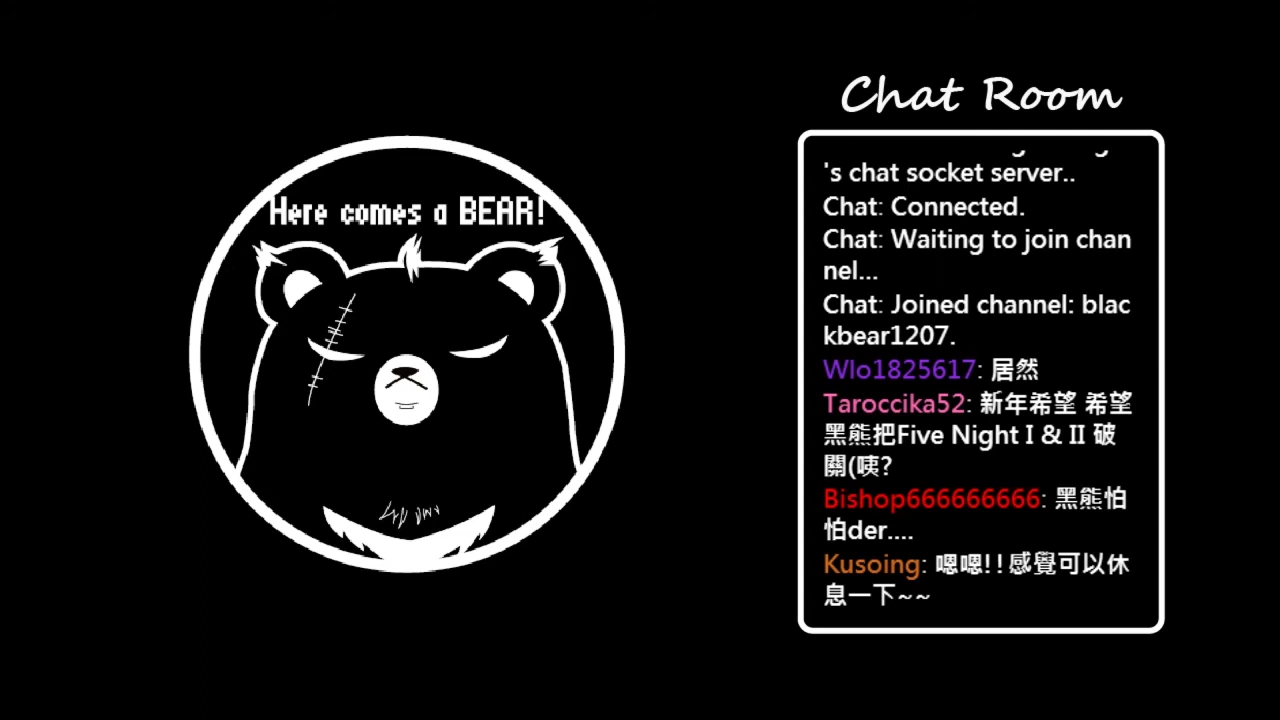 Here comes a BEAR!
Chat Room
's chat socket server..
Chat: Connected.
Chat: Waiting to join chan
nel...
Chat: Joined channel: blac
kbear1207.
Wlo1825617: 居然
Taroccika52: 新年希望 希望
黑熊把Five Night I & II 破
關(咦?
Bishop666666666: 黑熊怕
怕der....
Kusoing: 嗯嗯!!感覺可以休
息一下~~